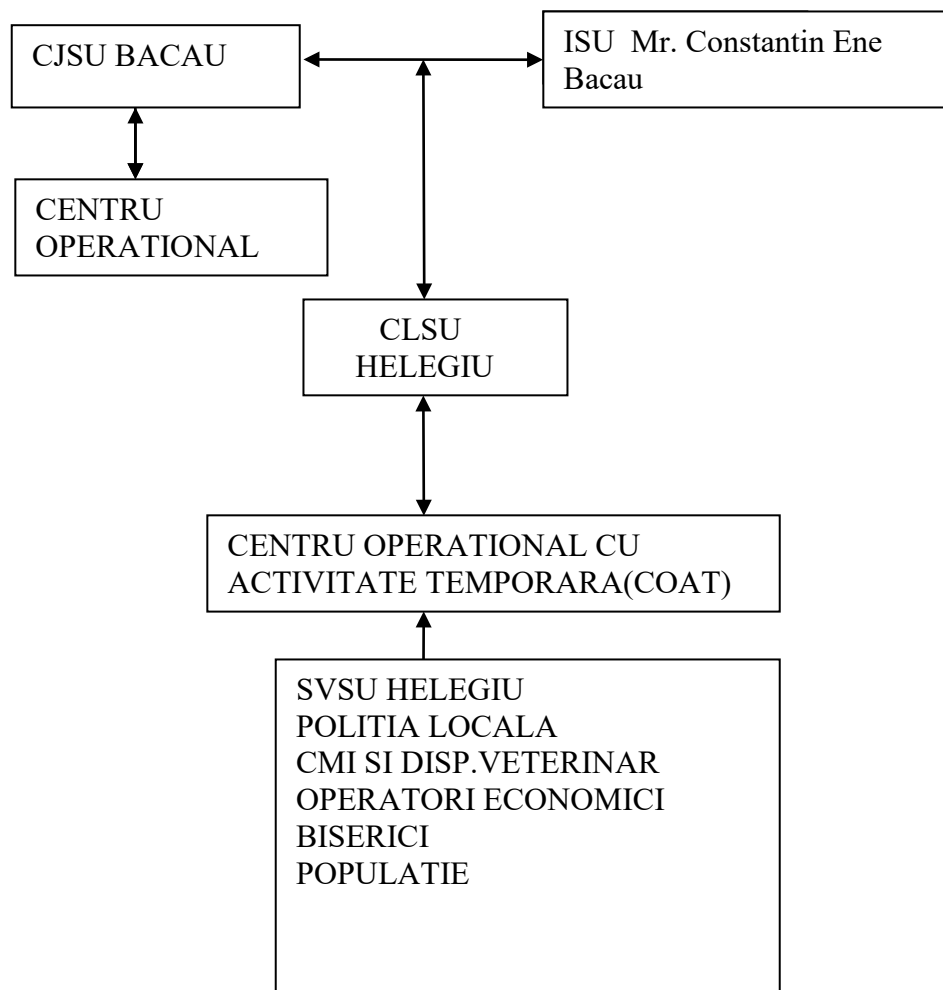 CJSU BACAU
ISU  Mr. Constantin Ene
Bacau
CENTRU
OPERATIONAL
CLSU
HELEGIU
CENTRU OPERATIONAL CU
ACTIVITATE TEMPORARA(COAT)
SVSU HELEGIU
POLITIA LOCALA
CMI SI DISP.VETERINAR
OPERATORI ECONOMICI
BISERICI
POPULATIE